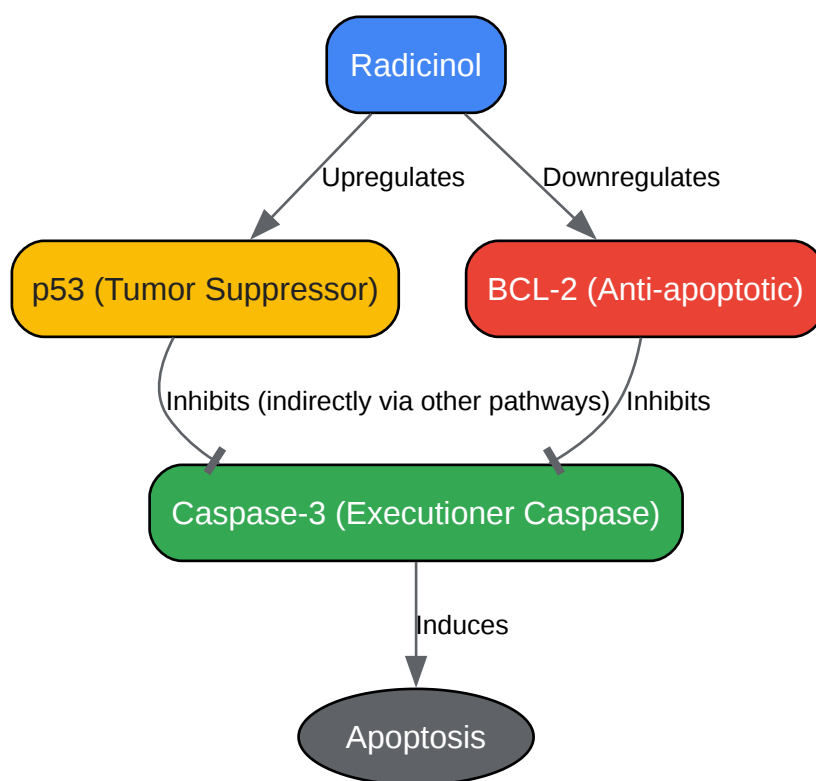 Radicinol
Upregulates
Downregulates
p53 (Tumor Suppressor)
BCL-2 (Anti-apoptotic)
Inhibits (indirectly via other pathways)
Inhibits
Caspase-3 (Executioner Caspase)
Induces
Apoptosis